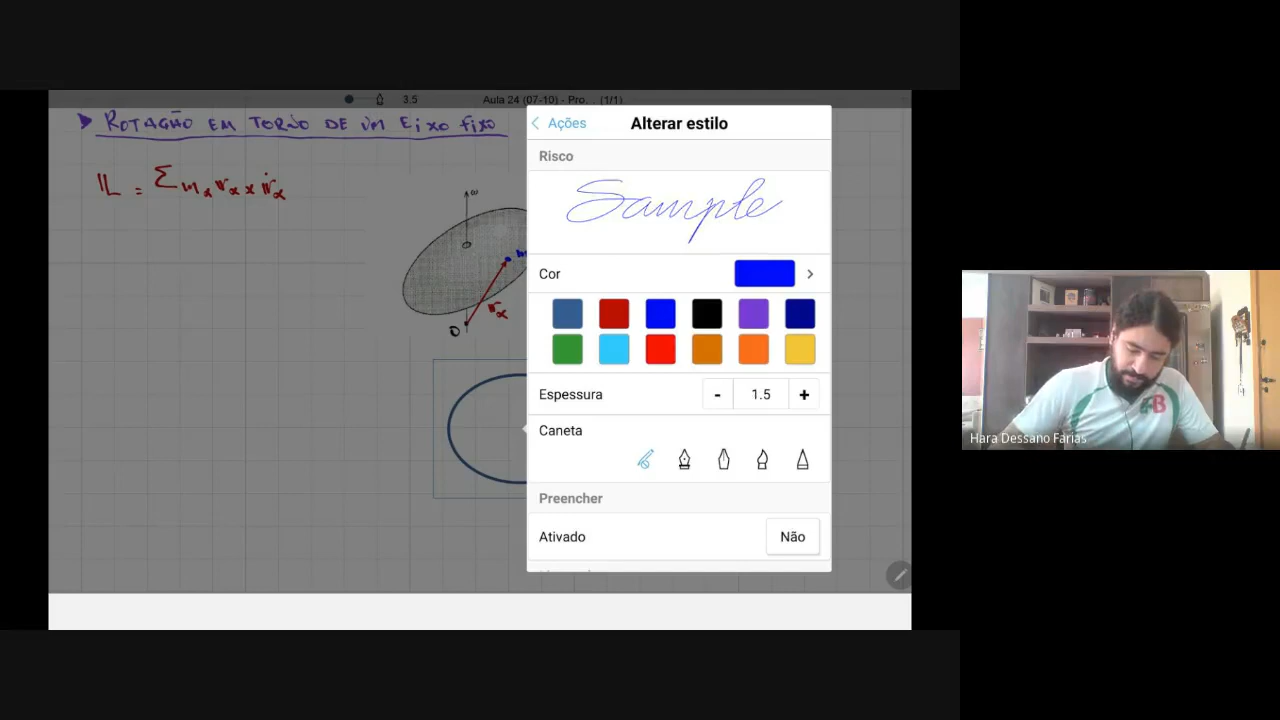 3.5 Aula 24 (07-10) - Pro... (1/1)
ROTAÇÃO EM TORNO DE UM EIXO FIXO
L = Σ mα rα x ṙα
ω
rα
O
Ações Alterar estilo
Risco
Sample
Cor
Espessura - 1.5 +
Caneta
Preencher
Ativado Não
Hara Dessano Farias